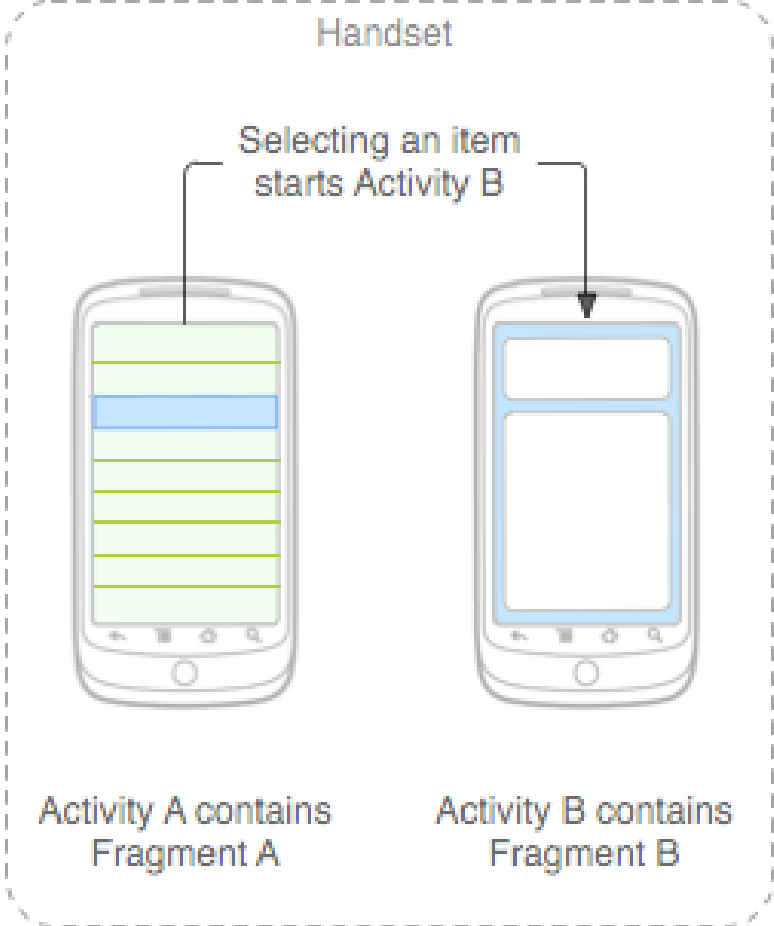 Handset
Selecting an item
starts Activity B
Activity A contains
Fragment A
Activity B contains
Fragment B